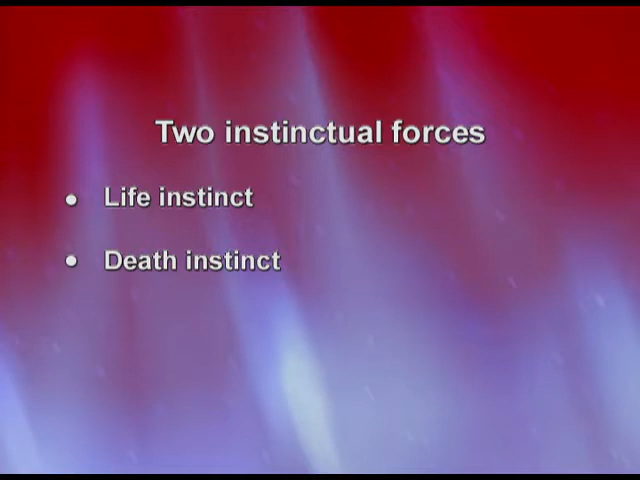 Two instinctual forces
• Life instinct
• Death instinct